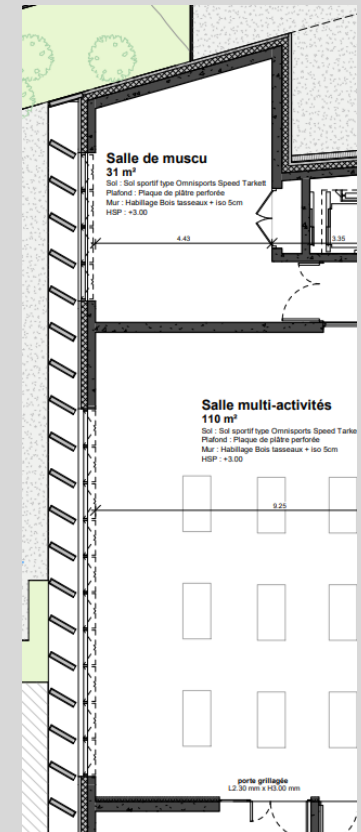 Salle de muscu
31 m²
Sol : Sol sportif type Omnisports Speed Tarkett
Plafond : Plaque de plâtre perforée
Mur : Habillage Bois tasseaux + iso 5cm
HSP : +3.00
4.43
3.35
Salle multi-activités
110 m²
Sol : Sol sportif type Omnisports Speed Tarke
Plafond : Plaque de plâtre perforée
Mur : Habillage Bois tasseaux + iso 5cm
HSP : +3.00
9.25
porte grillagée
L2.30 mm x H3.00 mm